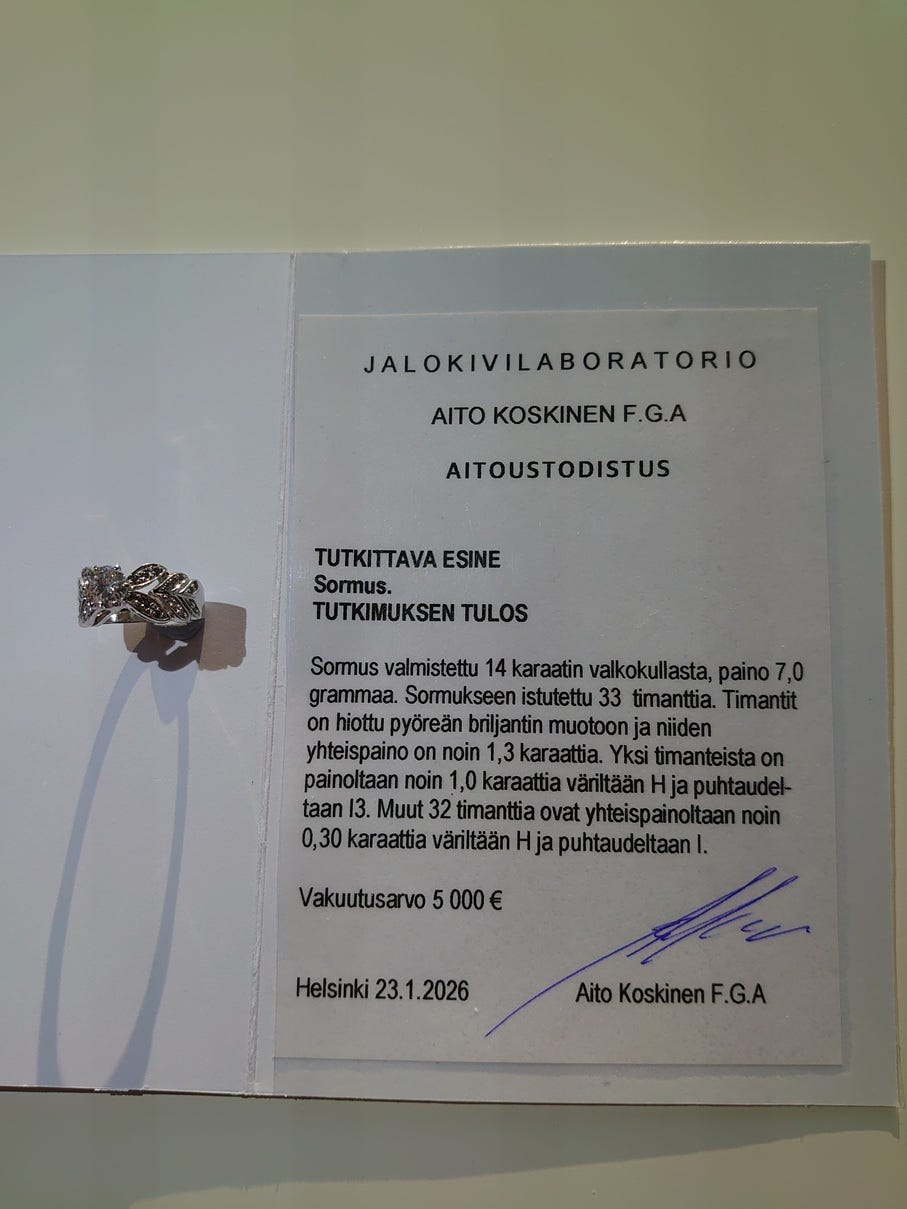 JALOKIVILABORATORIO
AITO KOSKINEN F.G.A
AITOUSTODISTUS
TUTKITTAVA ESINE
Sormus.
TUTKIMUKSEN TULOS
Sormus valmistettu 14 karaatin valkokullasta, paino 7,0
grammaa. Sormukseen istutettu 33 timanttia. Timantit
on hiottu pyöreän briljantin muotoon ja niiden
yhteispaino on noin 1,3 karaattia. Yksi timanteista on
painoltaan noin 1,0 karaattia väriltään H ja puhtaudel-
taan I3. Muut 32 timanttia ovat yhteispainoltaan noin
0,30 karaattia väriltään H ja puhtaudeltaan I.
Vakuutusarvo 5 000 €
Helsinki 23.1.2026
Aito Koskinen F.G.A